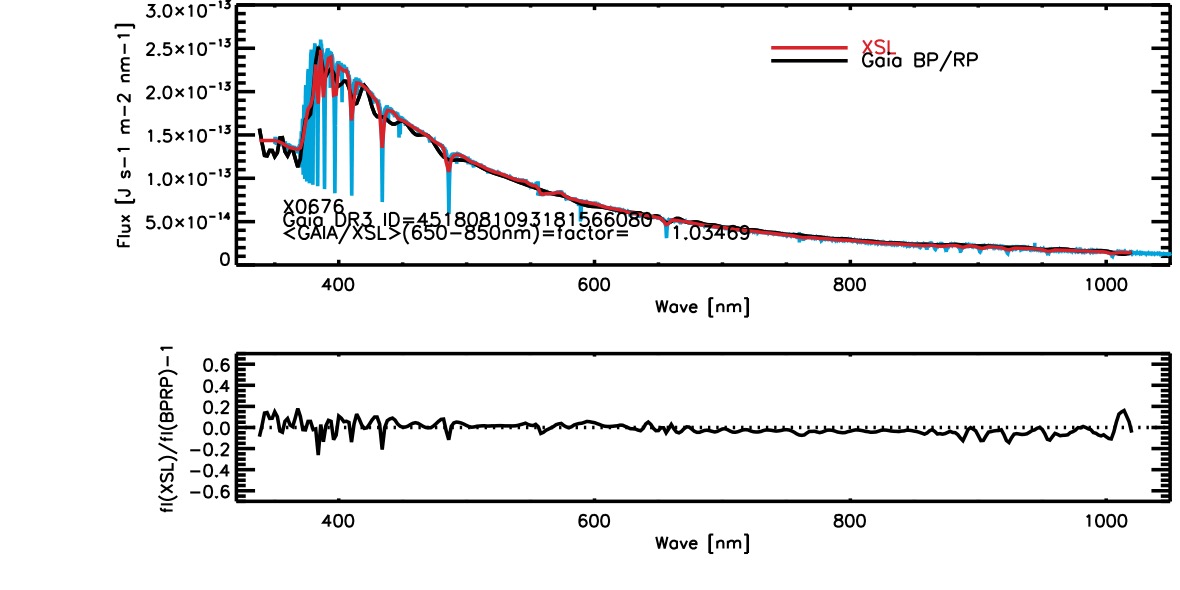 3.0×10⁻¹³
2.5×10⁻¹³
2.0×10⁻¹³
1.5×10⁻¹³
1.0×10⁻¹³
5.0×10⁻¹⁴
0
Flux [J s−1 m−2 nm−1]
XSL
Gaia BP/RP
X0676
Gaia DR3 ID=4518081093181566080
<GAIA/XSL>(650−850nm)=factor= 1.03469
400 600 800 1000
Wave [nm]
0.6
0.4
0.2
0.0
−0.2
−0.4
−0.6
fl(XSL)/fl(BPRP)−1
400 600 800 1000
Wave [nm]